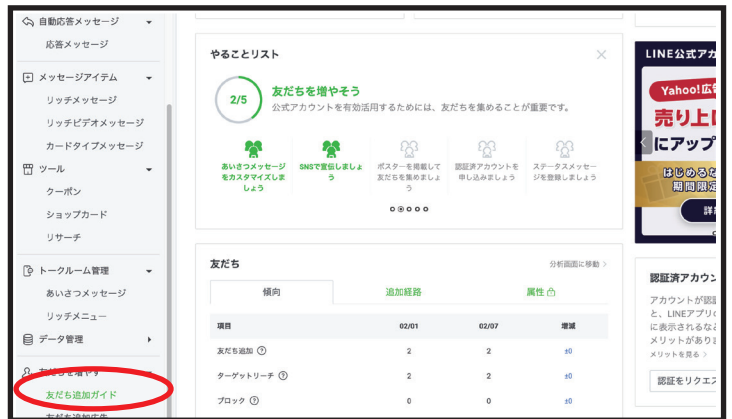 自動応答メッセージ
応答メッセージ
メッセージアイテム
リッチメッセージ
リッチビデオメッセージ
カードタイプメッセージ
ツール
クーポン
ショップカード
リサーチ
トークルーム管理
あいさつメッセージ
リッチメニュー
データ管理
友だちを増やす
友だち追加ガイド
友だち追加広告
やることリスト
2/5
友だちを増やそう
公式アカウントを有効活用するためには、友だちを集めることが重要です。
あいさつメッセージ
をカスタマイズしま
しょう
SNSで宣伝しましょ
う
ポスターを掲載して
友だちを集めましょ
う
認証済アカウントを
申し込みましょう
ステータスメッセー
ジを登録しましょう
友だち
分析画面に移動
傾向 追加経路 属性
項目 02/01 02/07 増減
友だち追加 2 2 ±0
ターゲットリーチ 2 2 ±0
ブロック 0 0 ±0
LINE公式アカ
Yahoo!広
売り上
にアップ
はじめるな
期間限定
詳
認証済アカウン
アカウントが認
と、LINEアプリの
に表示されるな
メリットがあり
メリットを見る
認証をリクエス